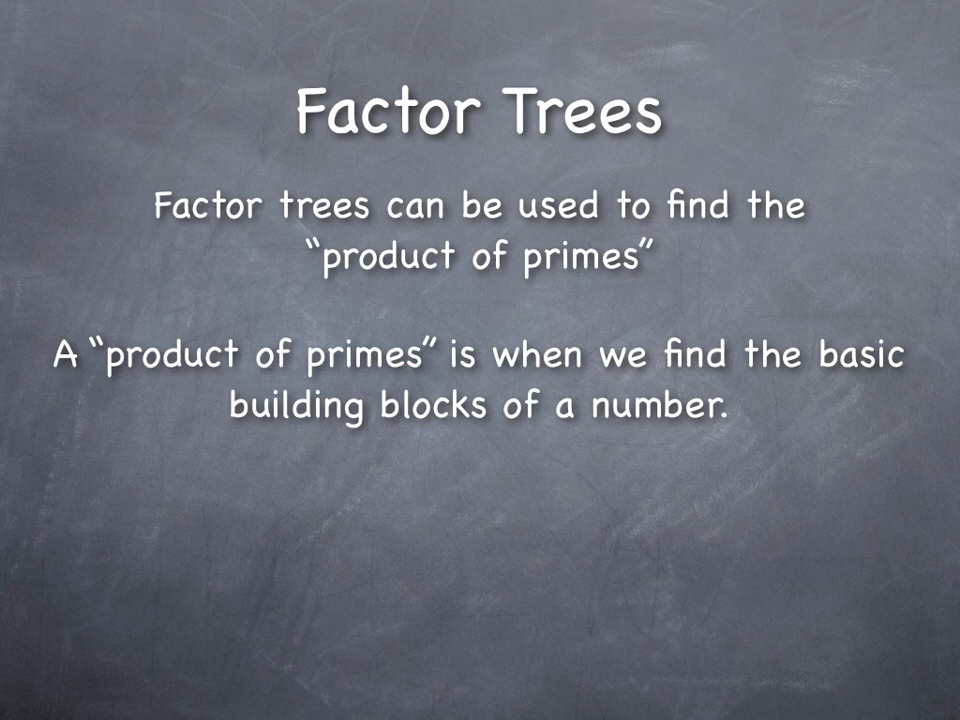 Factor Trees
Factor trees can be used to find the
“product of primes”
A “product of primes” is when we find the basic
building blocks of a number.